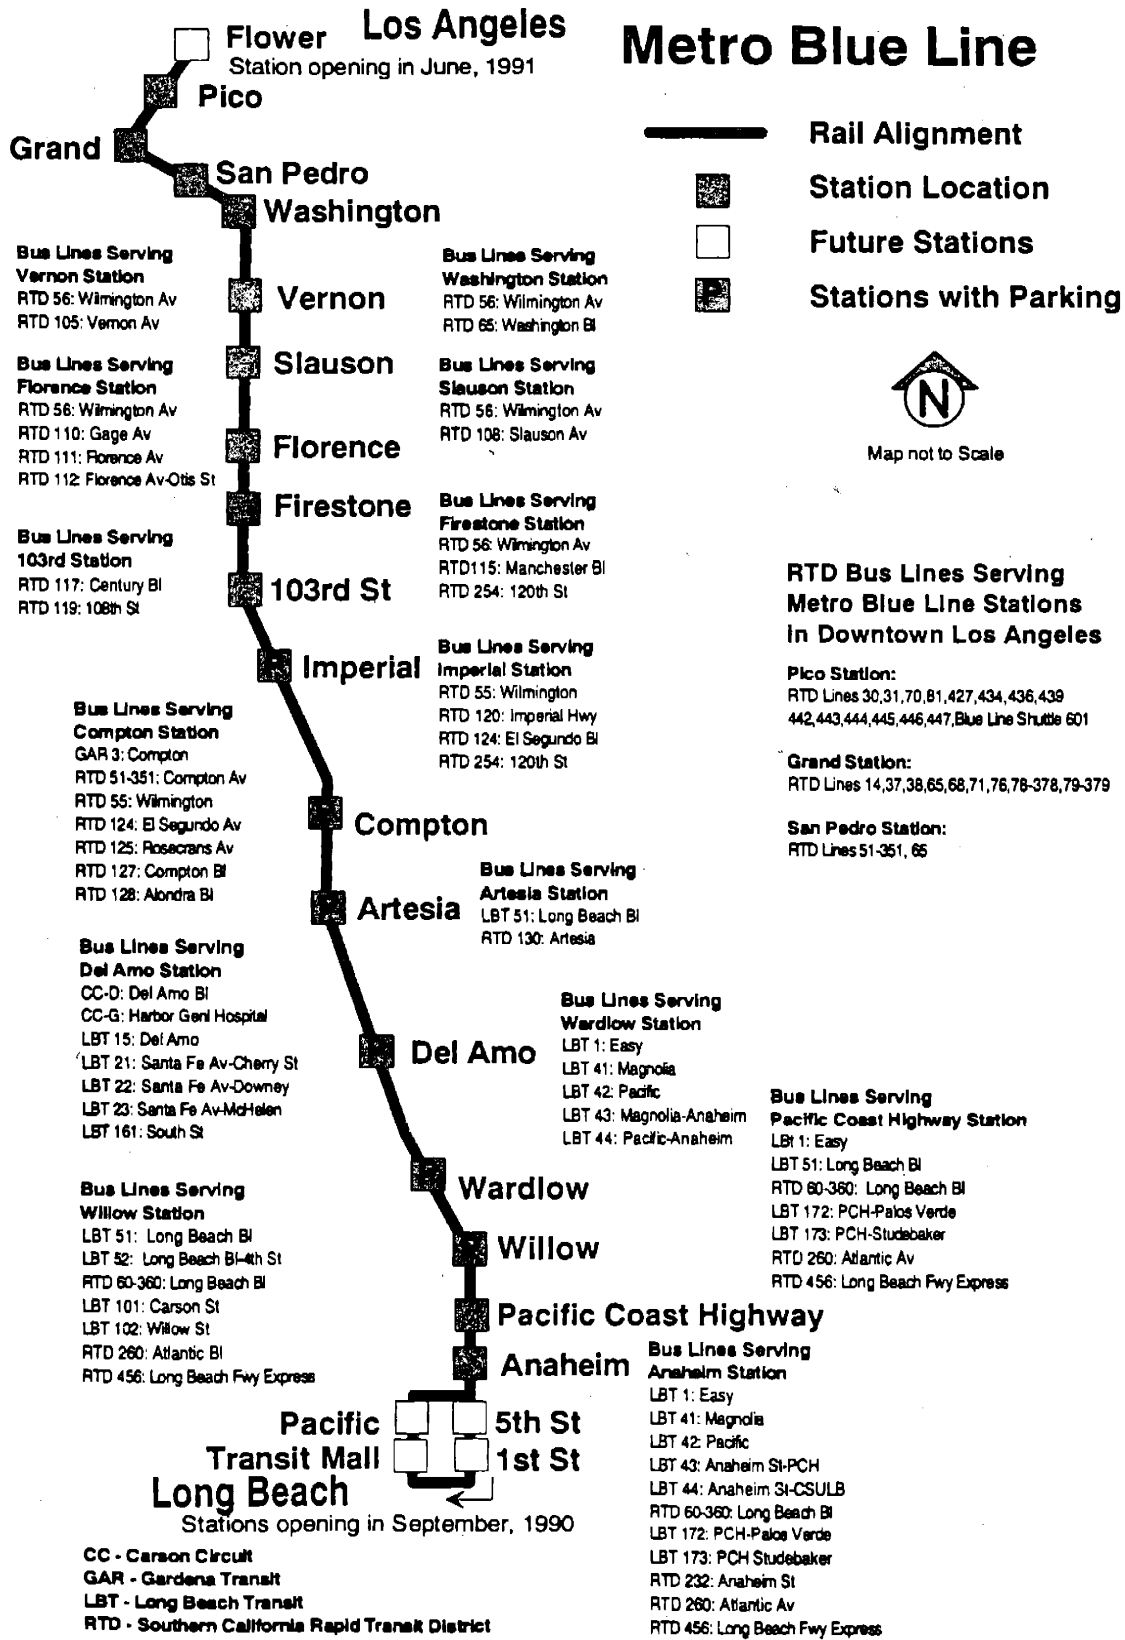 Los Angeles
Metro Blue Line
Flower
Station opening in June, 1991
Pico
Grand
San Pedro
Washington
Vernon
Slauson
Florence
Firestone
103rd St
Imperial
Compton
Artesia
Del Amo
Wardlow
Willow
Pacific Coast Highway
Anaheim
Pacific
5th St
Transit Mall
1st St
Long Beach
Stations opening in September, 1990
Rail Alignment
Station Location
Future Stations
P
Stations with Parking
N
Map not to Scale
Bus Lines Serving
Vernon Station
RTD 56: Wilmington Av
RTD 105: Vernon Av
Bus Lines Serving
Washington Station
RTD 56: Wilmington Av
RTD 65: Washington Bl
Bus Lines Serving
Florence Station
RTD 56: Wilmington Av
RTD 110: Gage Av
RTD 111: Florence Av
RTD 112: Florence Av-Otis St
Bus Lines Serving
Slauson Station
RTD 56: Wilmington Av
RTD 108: Slauson Av
Bus Lines Serving
103rd Station
RTD 117: Century Bl
RTD 119: 108th St
Bus Lines Serving
Firestone Station
RTD 56: Wilmington Av
RTD115: Manchester Bl
RTD 254: 120th St
Bus Lines Serving
Imperial Station
RTD 55: Wilmington
RTD 120: Imperial Hwy
RTD 124: El Segundo Bl
RTD 254: 120th St
Bus Lines Serving
Compton Station
GAR 3: Compton
RTD 51-351: Compton Av
RTD 55: Wilmington
RTD 124: El Segundo Av
RTD 125: Rosecrans Av
RTD 127: Compton Bl
RTD 128: Alondra Bl
Bus Lines Serving
Artesia Station
LBT 51: Long Beach Bl
RTD 130: Artesia
Bus Lines Serving
Del Amo Station
CC-D: Del Amo Bl
CC-G: Harbor Genl Hospital
LBT 15: Del Amo
LBT 21: Santa Fe Av-Cherry St
LBT 22: Santa Fe Av-Downey
LBT 23: Santa Fe Av-McHelen
LBT 161: South St
Bus Lines Serving
Wardlow Station
LBT 1: Easy
LBT 41: Magnolia
LBT 42: Pacific
LBT 43: Magnolia-Anaheim
LBT 44: Pacific-Anaheim
Bus Lines Serving
Pacific Coast Highway Station
LBt 1: Easy
LBT 51: Long Beach Bl
RTD 60-360: Long Beach Bl
LBT 172: PCH-Palos Verde
LBT 173: PCH-Studebaker
RTD 260: Atlantic Av
RTD 456: Long Beach Fwy Express
Bus Lines Serving
Willow Station
LBT 51: Long Beach Bl
LBT 52: Long Beach Bl-4th St
RTD 60-360: Long Beach Bl
LBT 101: Carson St
LBT 102: Willow St
RTD 260: Atlantic Bl
RTD 456: Long Beach Fwy Express
Bus Lines Serving
Anaheim Station
LBT 1: Easy
LBT 41: Magnolia
LBT 42: Pacific
LBT 43: Anaheim St-PCH
LBT 44: Anaheim St-CSULB
RTD 60-360: Long Beach Bl
LBT 172: PCH-Palos Verde
LBT 173: PCH Studebaker
RTD 232: Anaheim St
RTD 260: Atlantic Av
RTD 456: Long Beach Fwy Express
RTD Bus Lines Serving
Metro Blue Line Stations
in Downtown Los Angeles
Pico Station:
RTD Lines 30,31,70,81,427,434,436,439
442,443,444,445,446,447,Blue Line Shuttle 601
Grand Station:
RTD Lines 14,37,38,65,68,71,76,78-378,79-379
San Pedro Station:
RTD Lines 51-351, 65
CC - Carson Circuit
GAR - Gardena Transit
LBT - Long Beach Transit
RTD - Southern California Rapid Transit District